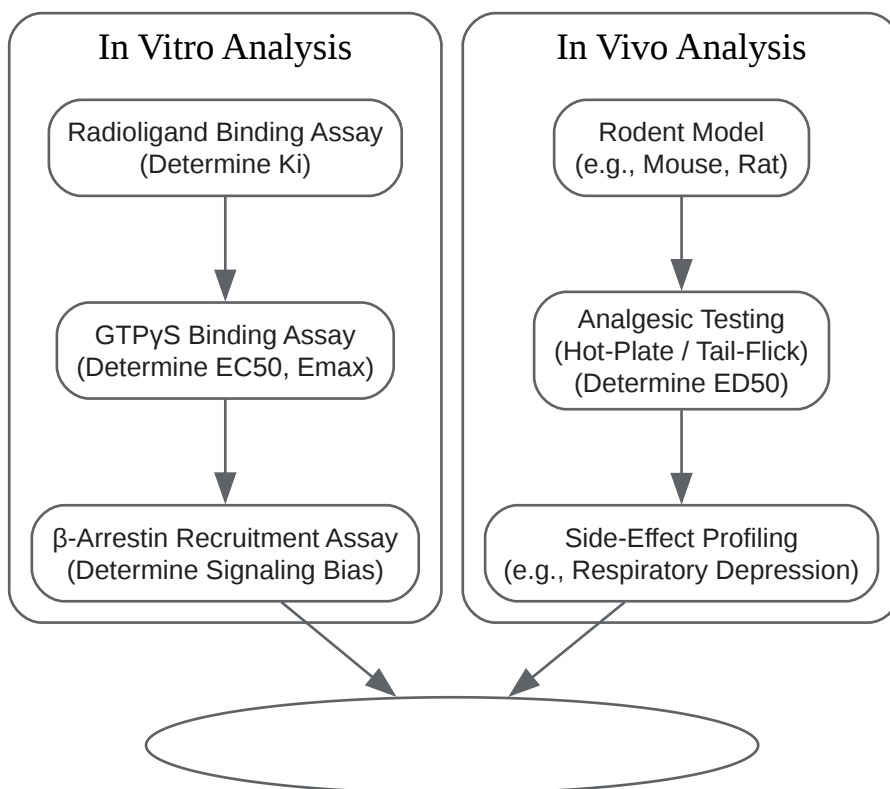 In Vitro Analysis
Radioligand Binding Assay
(Determine Ki)
GTPγS Binding Assay
(Determine EC50, Emax)
β-Arrestin Recruitment Assay
(Determine Signaling Bias)
In Vivo Analysis
Rodent Model
(e.g., Mouse, Rat)
Analgesic Testing
(Hot-Plate / Tail-Flick)
(Determine ED50)
Side-Effect Profiling
(e.g., Respiratory Depression)